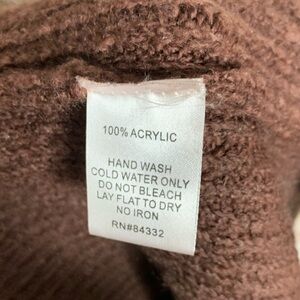 100% ACRYLIC
HAND WASH
COLD WATER ONLY
DO NOT BLEACH
LAY FLAT TO DRY
NO IRON
RN#84332